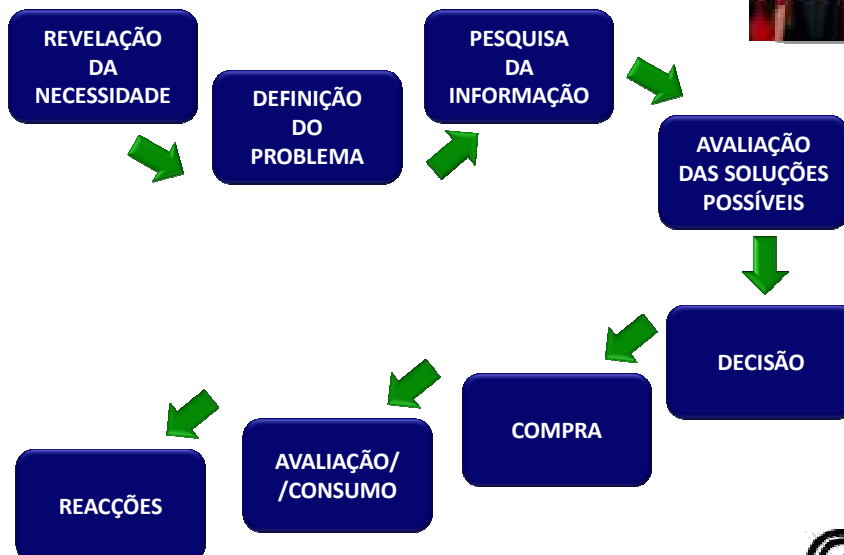 REVELAÇÃO
DA
NECESSIDADE
DEFINIÇÃO
DO
PROBLEMA
PESQUISA
DA
INFORMAÇÃO
AVALIAÇÃO
DAS SOLUÇÕES
POSSÍVEIS
DECISÃO
COMPRA
AVALIAÇÃO/
/CONSUMO
REACÇÕES